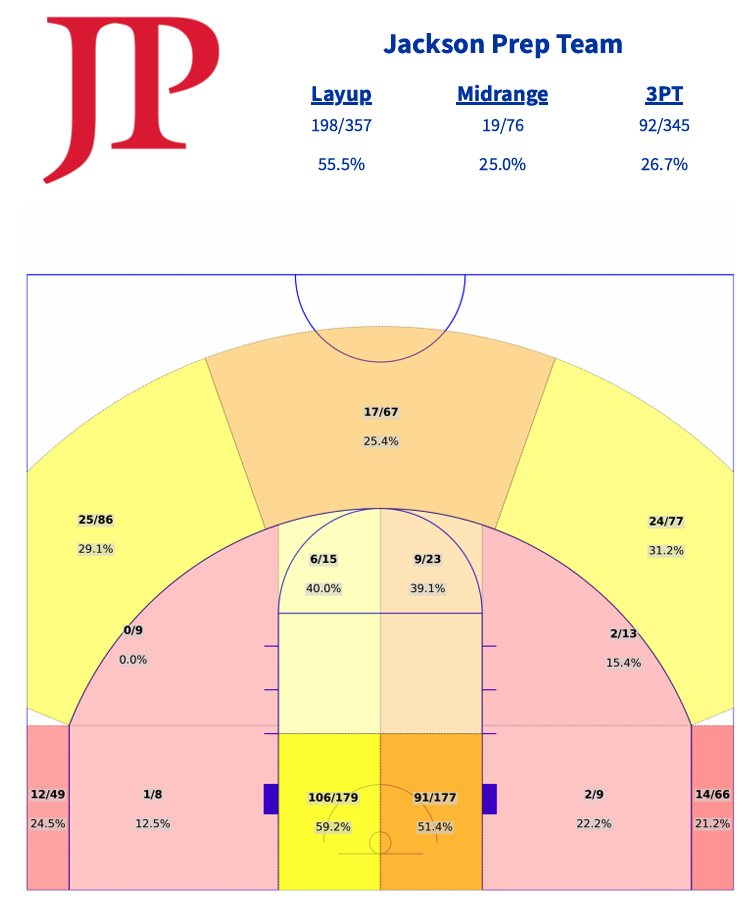 JP
Jackson Prep Team
Layup Midrange 3PT
198/357 19/76 92/345
55.5% 25.0% 26.7%
17/67
25.4%
25/86
29.1%
24/77
31.2%
6/15 9/23
40.0% 39.1%
0/9
0.0%
2/13
15.4%
12/49 1/8 106/179 91/177 2/9 14/66
24.5% 12.5% 59.2% 51.4% 22.2% 21.2%